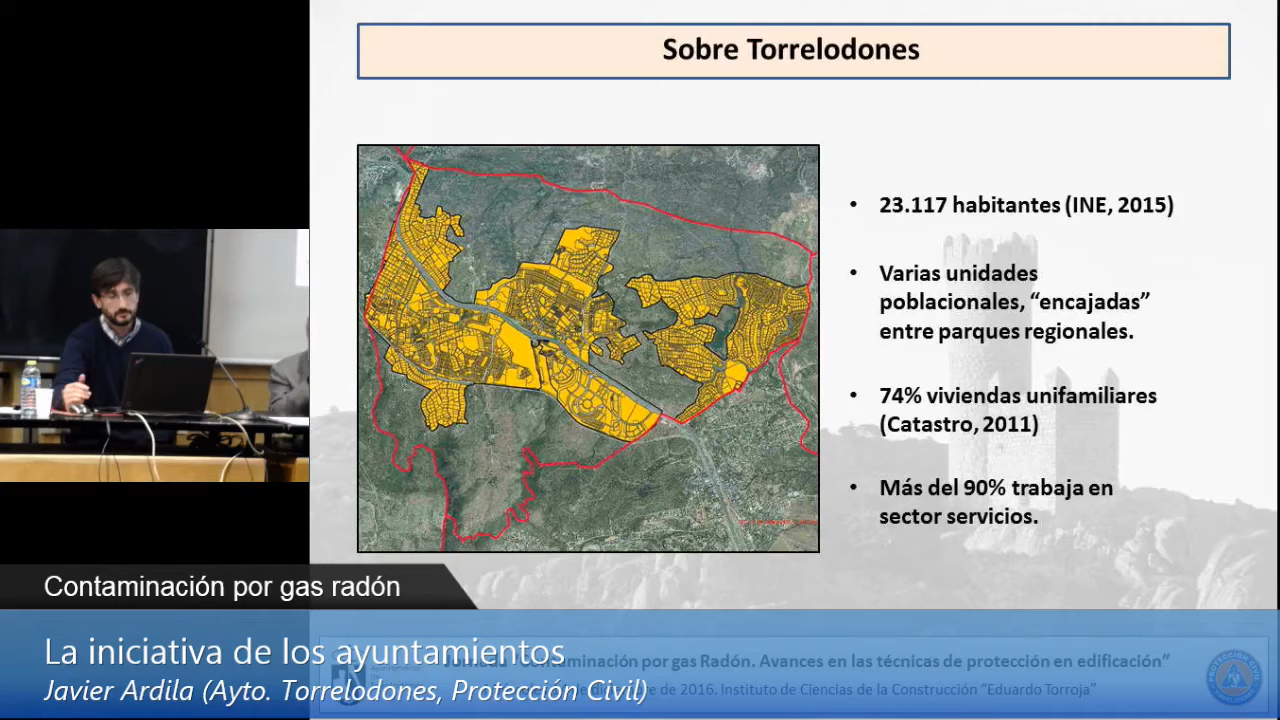 Sobre Torrelodones
• 23.117 habitantes (INE, 2015)
• Varias unidades
poblacionales, “encajadas”
entre parques regionales.
• 74% viviendas unifamiliares
(Catastro, 2011)
• Más del 90% trabaja en
sector servicios.
Contaminación por gas radón
La iniciativa de los ayuntamientos
Javier Ardila (Ayto. Torrelodones, Protección Civil)
por gas Radón. Avances en las técnicas de protección en edificación”
de 2016. Instituto de Ciencias de la Construcción “Eduardo Torroja”
PROTECCIÓN CIVIL